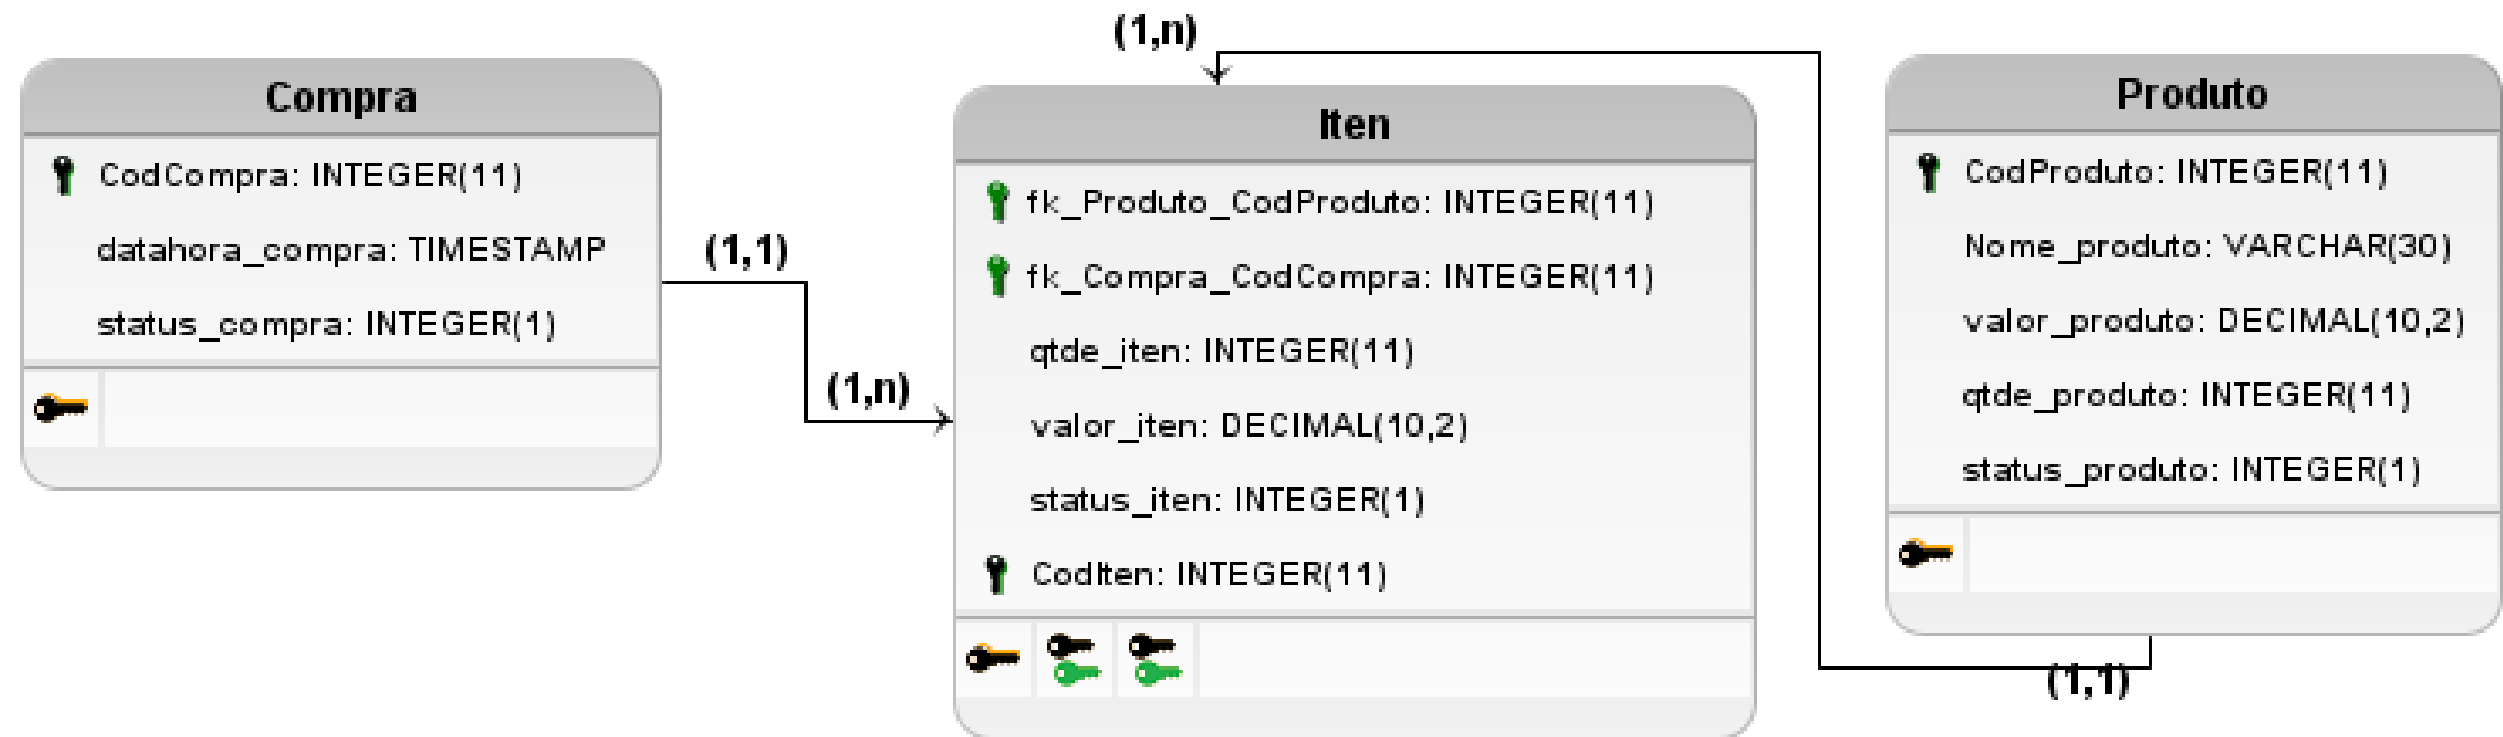 Compra
CodCompra: INTEGER(11)
datahora_compra: TIMESTAMP
status_compra: INTEGER(1)
(1,1)
(1,n)
(1,n)
Iten
fk_Produto_CodProduto: INTEGER(11)
fk_Compra_CodCompra: INTEGER(11)
qtde_iten: INTEGER(11)
valor_iten: DECIMAL(10,2)
status_iten: INTEGER(1)
CodIten: INTEGER(11)
Produto
CodProduto: INTEGER(11)
Nome_produto: VARCHAR(30)
valor_produto: DECIMAL(10,2)
qtde_produto: INTEGER(11)
status_produto: INTEGER(1)
(1,1)